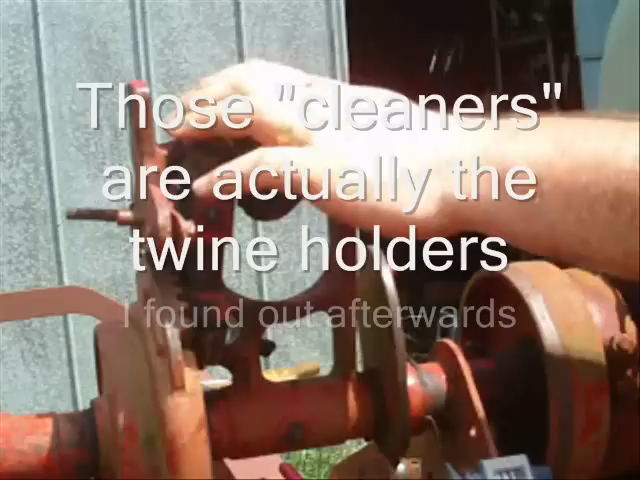 Those "cleaners"
are actually the
twine holders
I found out afterwards